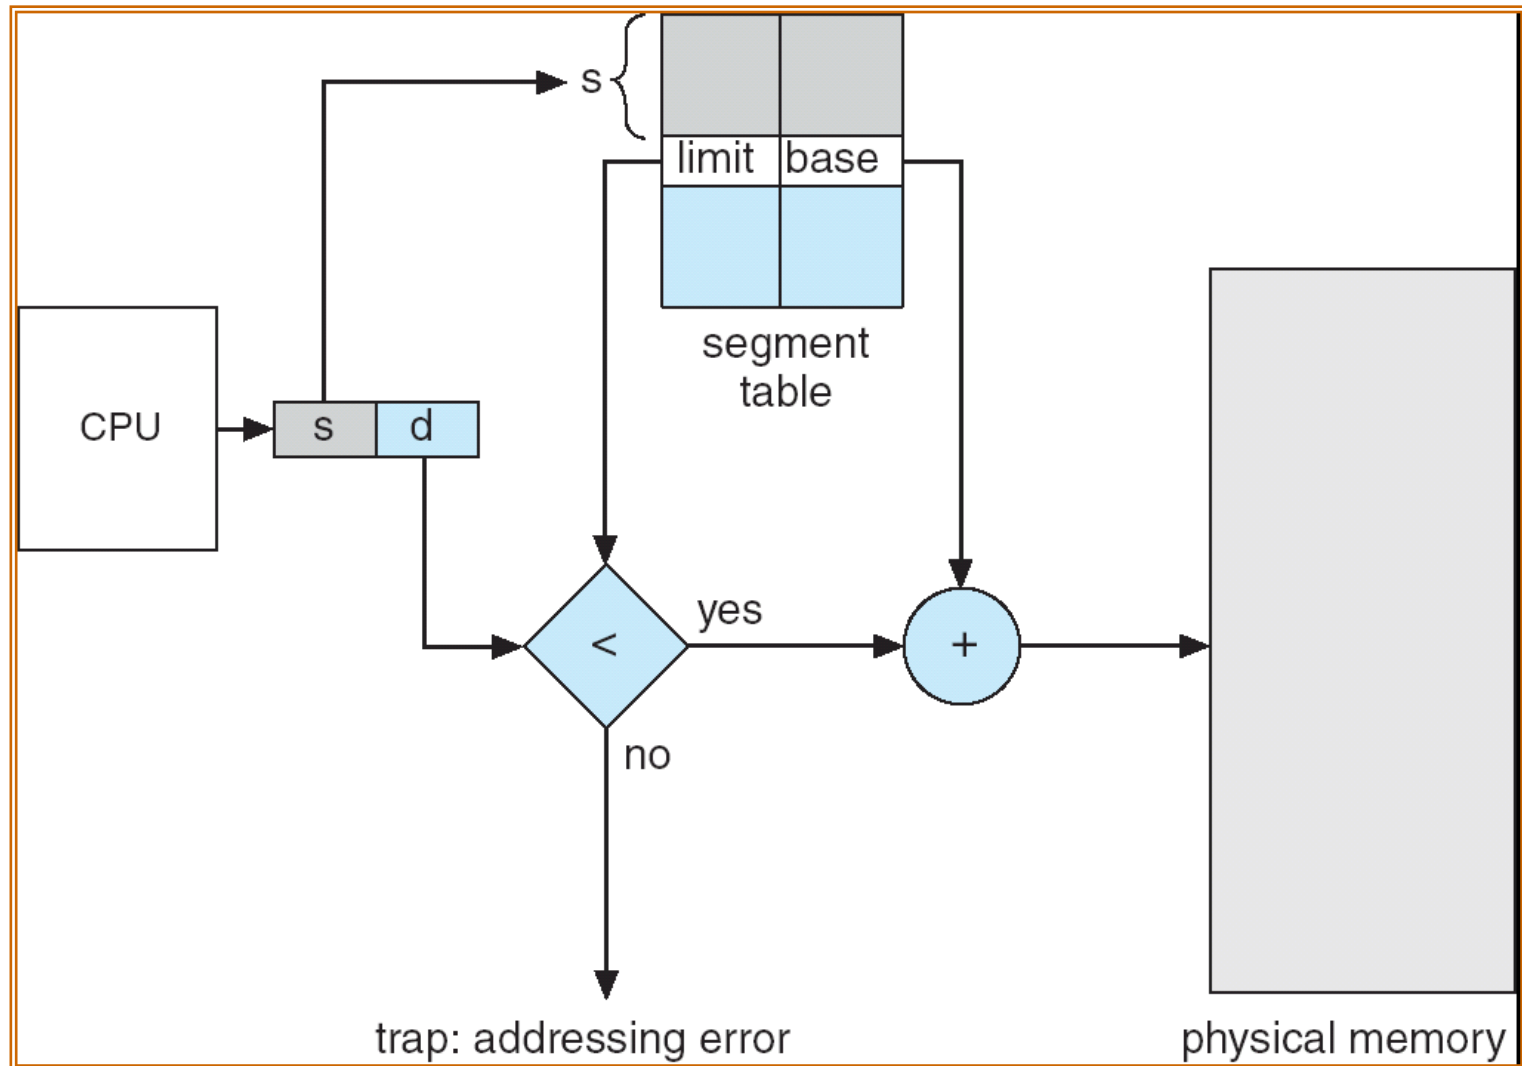 s
limit base
segment
table
CPU
s d
<
yes
+
no
trap: addressing error
physical memory